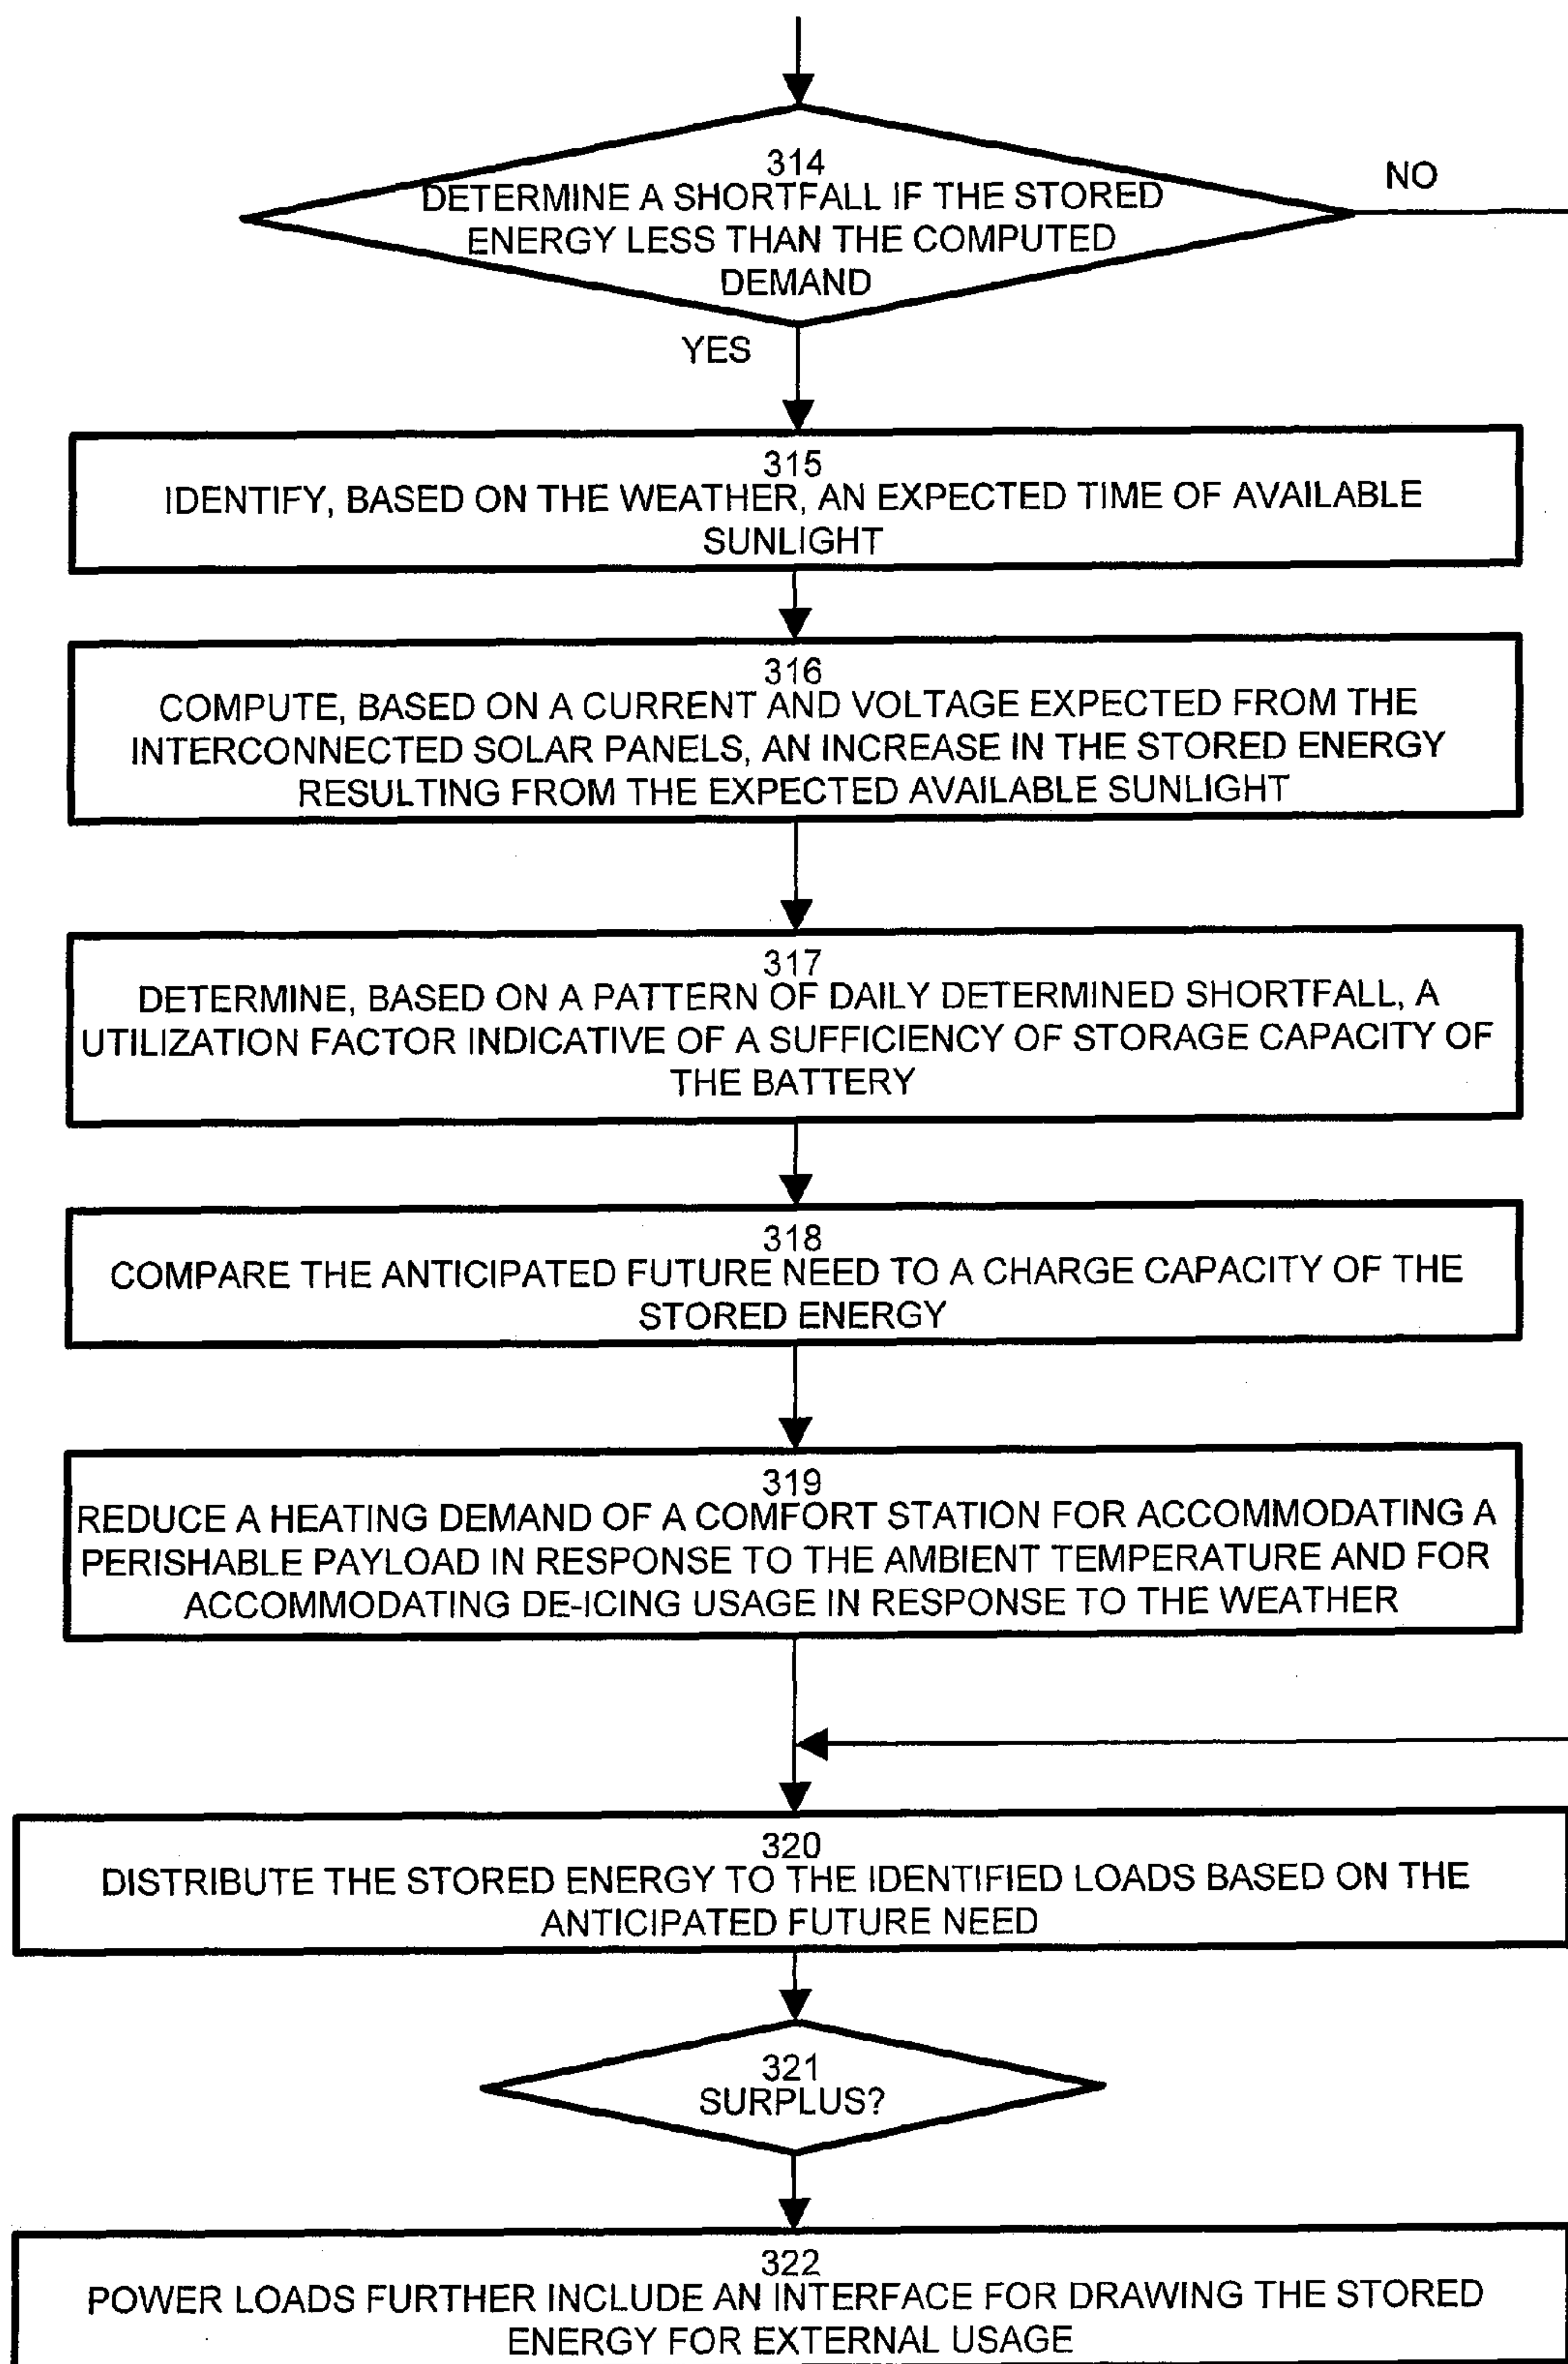 314
DETERMINE A SHORTFALL IF THE STORED
ENERGY LESS THAN THE COMPUTED
DEMAND
NO
YES
315
IDENTIFY, BASED ON THE WEATHER, AN EXPECTED TIME OF AVAILABLE
SUNLIGHT
316
COMPUTE, BASED ON A CURRENT AND VOLTAGE EXPECTED FROM THE
INTERCONNECTED SOLAR PANELS, AN INCREASE IN THE STORED ENERGY
RESULTING FROM THE EXPECTED AVAILABLE SUNLIGHT
317
DETERMINE, BASED ON A PATTERN OF DAILY DETERMINED SHORTFALL, A
UTILIZATION FACTOR INDICATIVE OF A SUFFICIENCY OF STORAGE CAPACITY OF
THE BATTERY
318
COMPARE THE ANTICIPATED FUTURE NEED TO A CHARGE CAPACITY OF THE
STORED ENERGY
319
REDUCE A HEATING DEMAND OF A COMFORT STATION FOR ACCOMMODATING A
PERISHABLE PAYLOAD IN RESPONSE TO THE AMBIENT TEMPERATURE AND FOR
ACCOMMODATING DE-ICING USAGE IN RESPONSE TO THE WEATHER
320
DISTRIBUTE THE STORED ENERGY TO THE IDENTIFIED LOADS BASED ON THE
ANTICIPATED FUTURE NEED
321
SURPLUS?
322
POWER LOADS FURTHER INCLUDE AN INTERFACE FOR DRAWING THE STORED
ENERGY FOR EXTERNAL USAGE